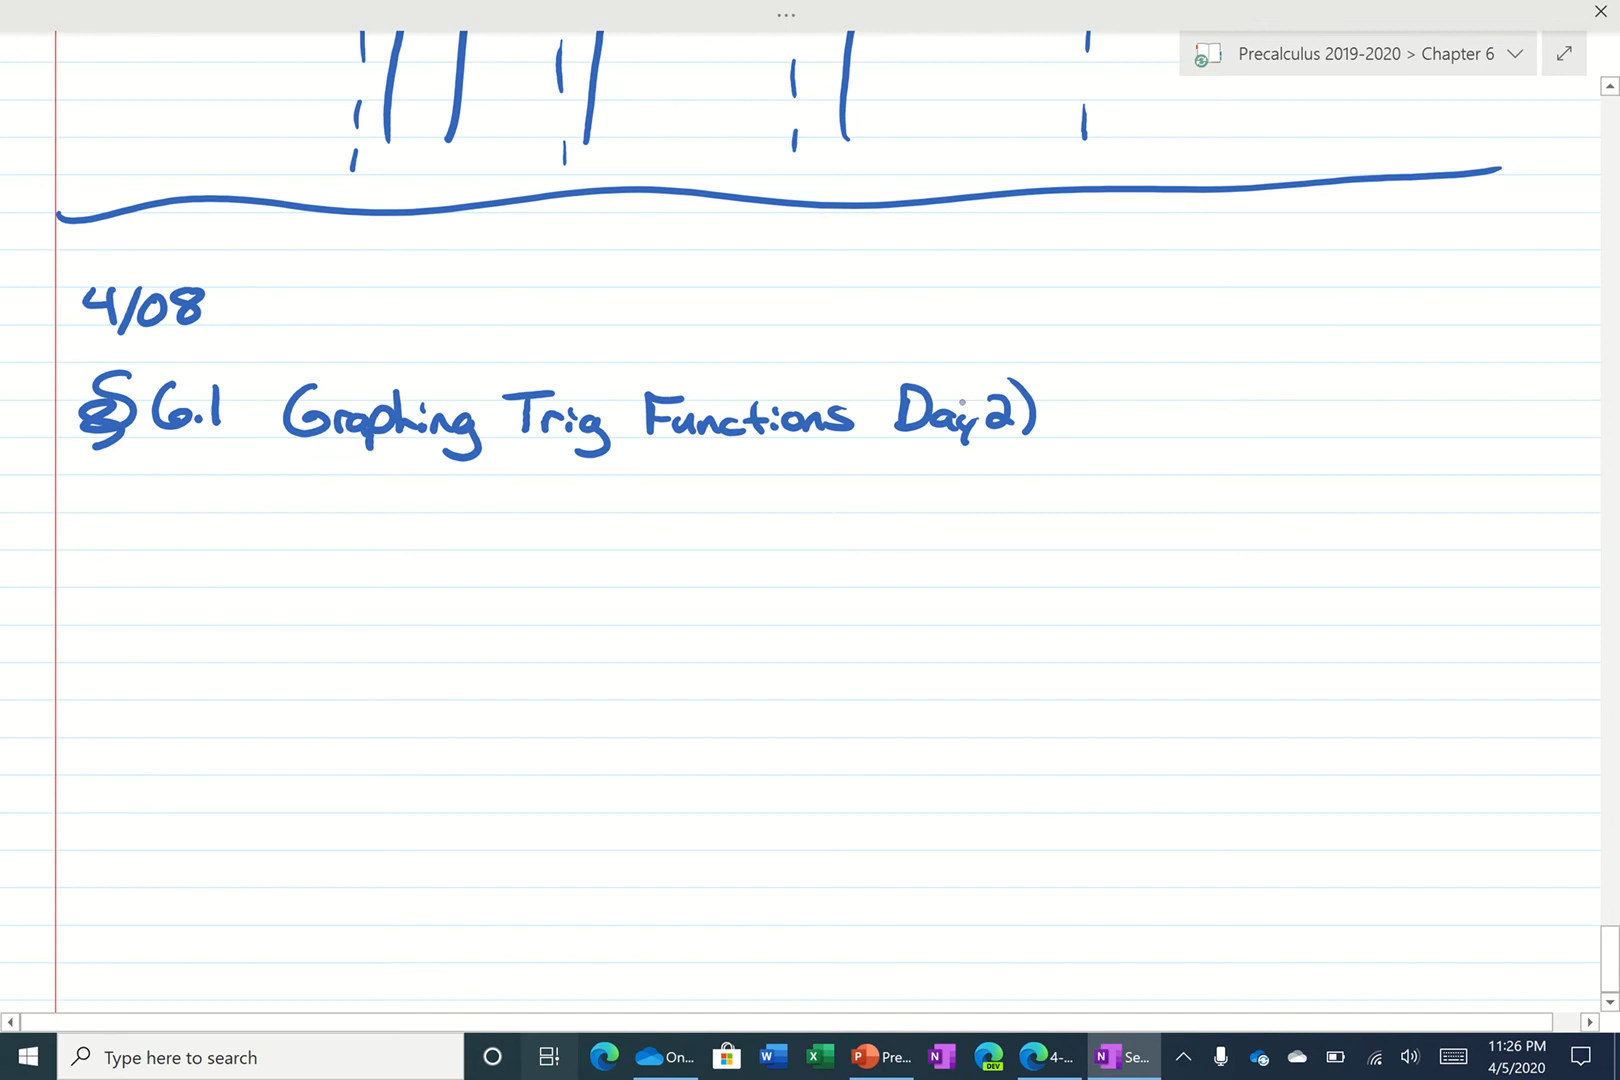 Precalculus 2019-2020 > Chapter 6
4/08
§ 6.1 Graphing Trig Functions Day 2)
Type here to search
On...
Pre...
DEV
4-...
Se...
11:26 PM
4/5/2020